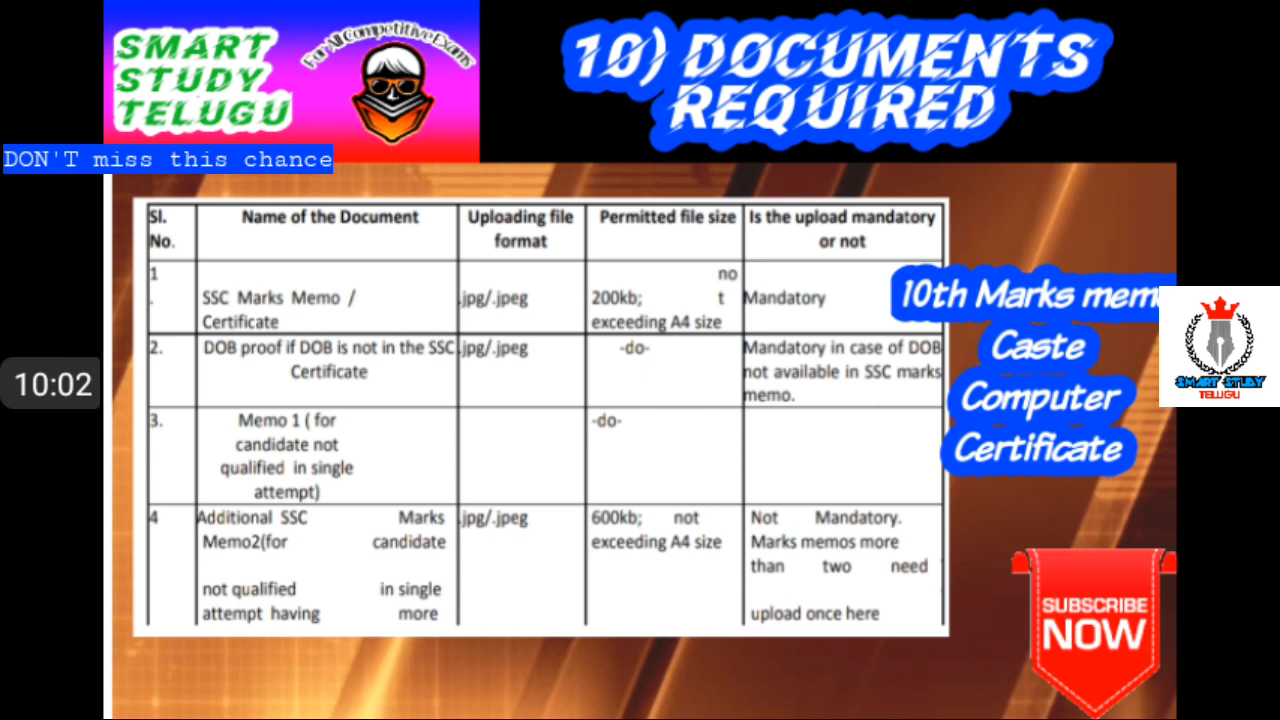 SMART
STUDY
TELUGU
For All Competitive Exams
10) DOCUMENTS
REQUIRED
DON'T miss this chance
Sl.
No.
Name of the Document
Uploading file
format
Permitted file size
Is the upload mandatory
or not
1
.
SSC Marks Memo /
Certificate
.jpg/.jpeg
no
200kb; t
exceeding A4 size
Mandatory
2.
DOB proof if DOB is not in the SSC
Certificate
.jpg/.jpeg
-do-
Mandatory in case of DOB
not available in SSC marks
memo.
3.
Memo 1 ( for
candidate not
qualified in single
attempt)
-do-
4
Additional SSC Marks
Memo2(for candidate
not qualified in single
attempt having more
.jpg/.jpeg
600kb; not
exceeding A4 size
Not Mandatory.
Marks memos more
than two need
upload once here
10th Marks mem
Caste
Computer
Certificate
10:02
SMART STUDY
TELUGU
SUBSCRIBE
NOW